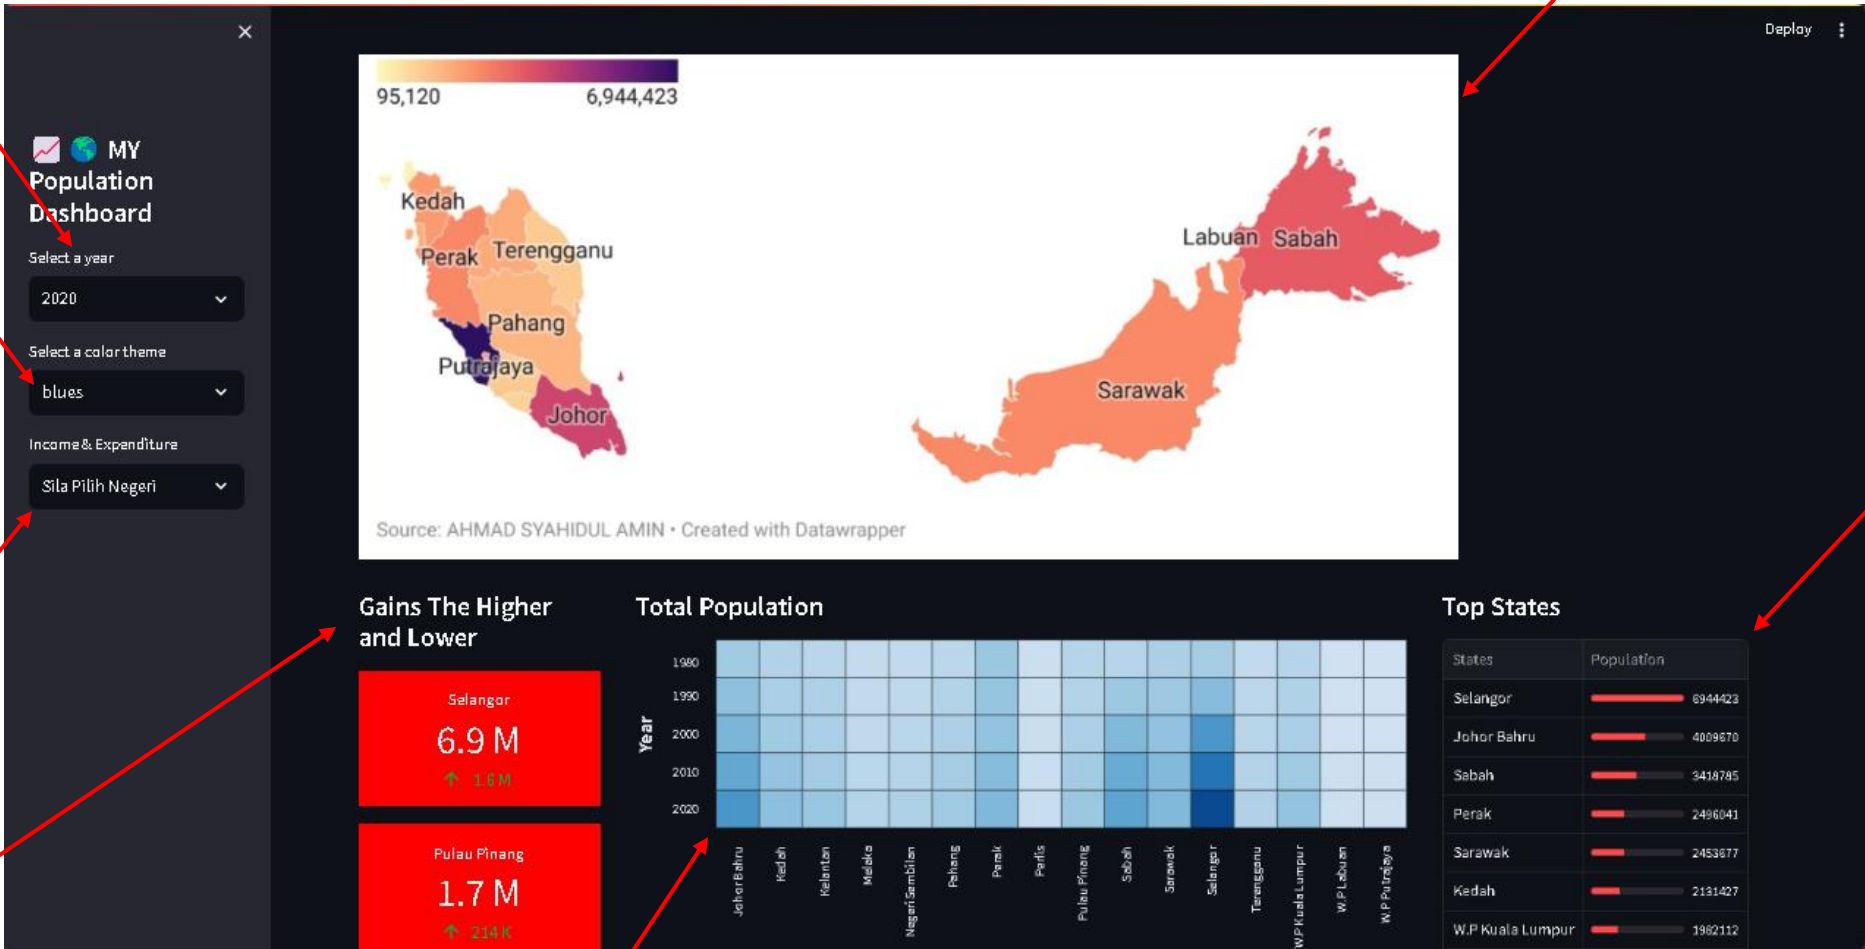 Deploy
MY
Population
Dashboard
Select a year
2020
Select a color theme
blues
Income & Expenditure
Sila Pilih Negeri
95,120 6,944,423
Kedah
Perak
Terengganu
Pahang
Putrajaya
Johor
Labuan
Sabah
Sarawak
Source: AHMAD SYAHIDUL AMIN • Created with Datawrapper
Gains The Higher
and Lower
Selangor
6.9 M
↑ 1.6 M
Pulau Pinang
1.7 M
↑ 214 K
Total Population
Year
1980
1990
2000
2010
2020
Johor Bahru
Kedah
Kelantan
Melaka
Negeri Sembilan
Pahang
Perak
Perlis
Pulau Pinang
Sabah
Sarawak
Selangor
Terengganu
W.P Kuala Lumpur
W.P Labuan
W.P Putrajaya
Top States
States Population
Selangor 6944423
Johor Bahru 4009670
Sabah 3418785
Perak 2496041
Sarawak 2453677
Kedah 2131427
W.P Kuala Lumpur 1982112